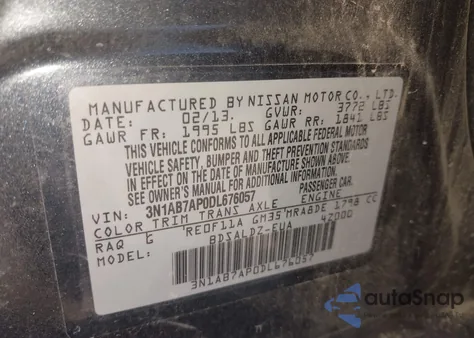 MANUFACTURED BY NISSAN MOTOR CO., LTD.
DATE: 02/13. GVWR: 3772 LBS
GAWR FR: 1995 LBS GAWR RR: 1841 LBS
THIS VEHICLE CONFORMS TO ALL APPLICABLE FEDERAL MOTOR
VEHICLE SAFETY, BUMPER AND THEFT PREVENTION STANDARDS
IN EFFECT ON THE DATE OF MANUFACTURE SHOWN ABOVE.
SEE OWNER'S MANUAL FOR ADDITIONAL INFORMATION.
VIN: 3N1AB7AP0DL676057 PASSENGER CAR
COLOR TRIM TRANS AXLE ENGINE
RAQ G RE0F11A GM35 MRA8DE 1798 CC
MODEL: BDSALDZ-EUA 42000
3N1AB7AP0DL676057
autoSnap